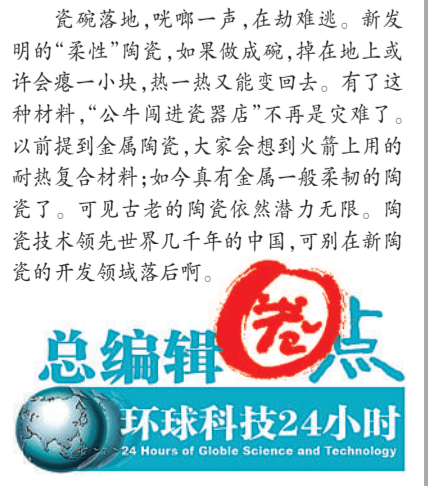 瓷碗落地,咣啷一声,在劫难逃。新发
明的“柔性”陶瓷,如果做成碗,掉在地上或
许会瘪一小块,热一热又能变回去。有了这
种材料,“公牛闯进瓷器店”不再是灾难了。
以前提到金属陶瓷,大家会想到火箭上用的
耐热复合材料;如今真有金属一般柔韧的陶
瓷了。可见古老的陶瓷依然潜力无限。陶
瓷技术领先世界几千年的中国,可别在新陶
瓷的开发领域落后啊。
总编辑圈点
环球科技24小时
24 Hours of Globle Science and Technology